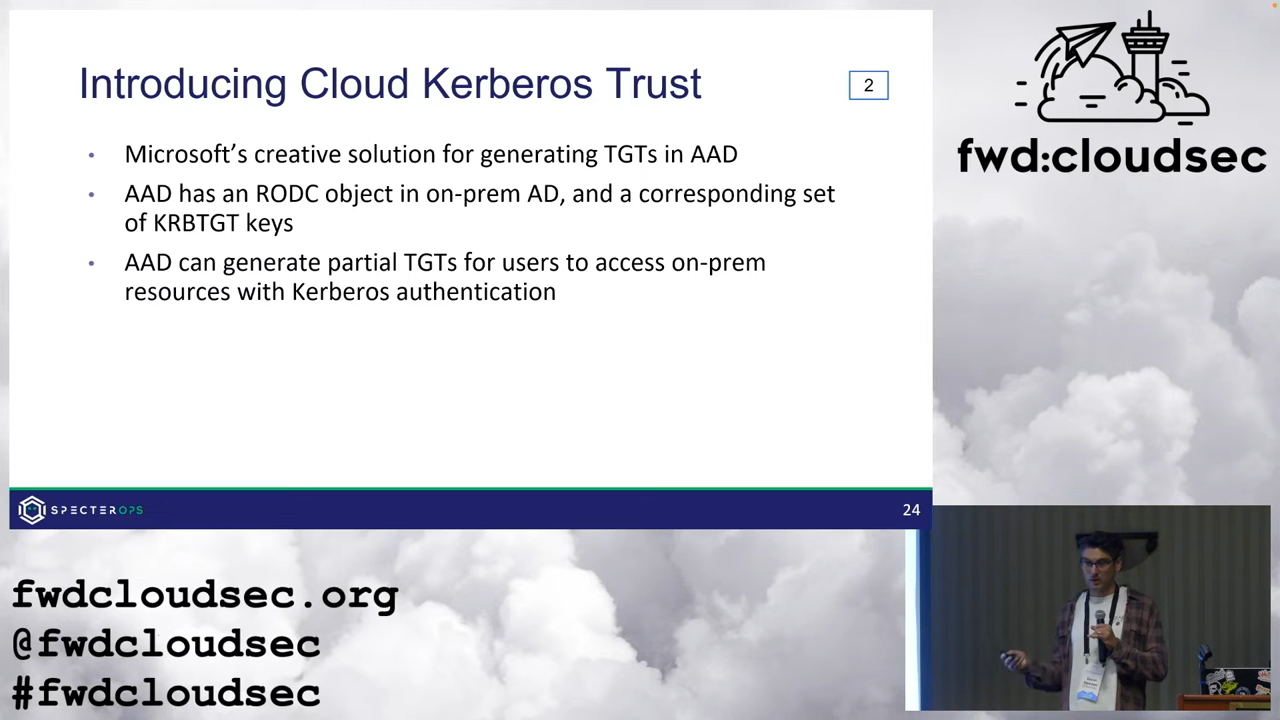 Introducing Cloud Kerberos Trust
2
• Microsoft's creative solution for generating TGTs in AAD
• AAD has an RODC object in on-prem AD, and a corresponding set
of KRBTGT keys
• AAD can generate partial TGTs for users to access on-prem
resources with Kerberos authentication
SPECTEROPS
24
fwd:cloudsec
fwdcloudsec.org
@fwdcloudsec
#fwdcloudsec